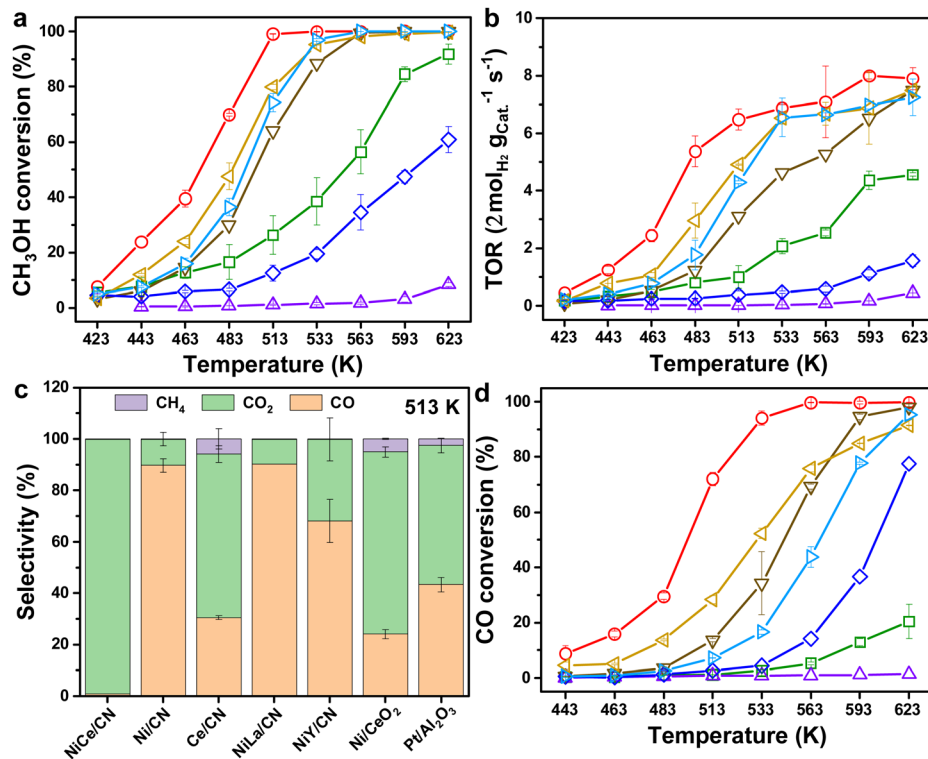 a
CH₃OH conversion (%)
100
80
60
40
20
0
423 443 463 483 513 533 563 593 623
Temperature (K)
b
TOR (2mol_H₂ g_Cat.⁻¹ s⁻¹)
10
8
6
4
2
0
423 443 463 483 513 533 563 593 623
Temperature (K)
c
Selectivity (%)
120
100
80
60
40
20
0
CH₄ CO₂ CO 513 K
NiCe/CN
Ni/CN
Ce/CN
NiLa/CN
NiY/CN
Ni/CeO₂
Pt/Al₂O₃
d
CO conversion (%)
100
80
60
40
20
0
443 463 483 513 533 563 593 623
Temperature (K)